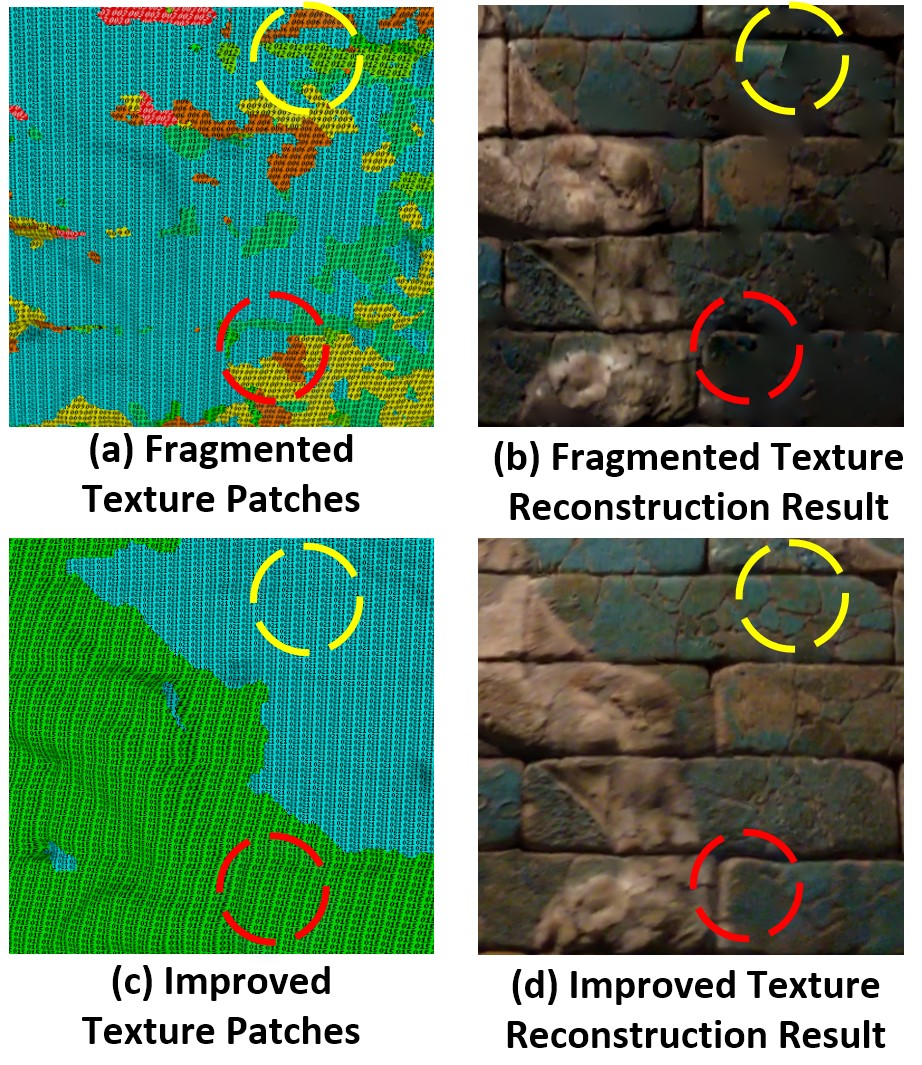 (a) Fragmented
Texture Patches
(b) Fragmented Texture
Reconstruction Result
(c) Improved
Texture Patches
(d) Improved Texture
Reconstruction Result